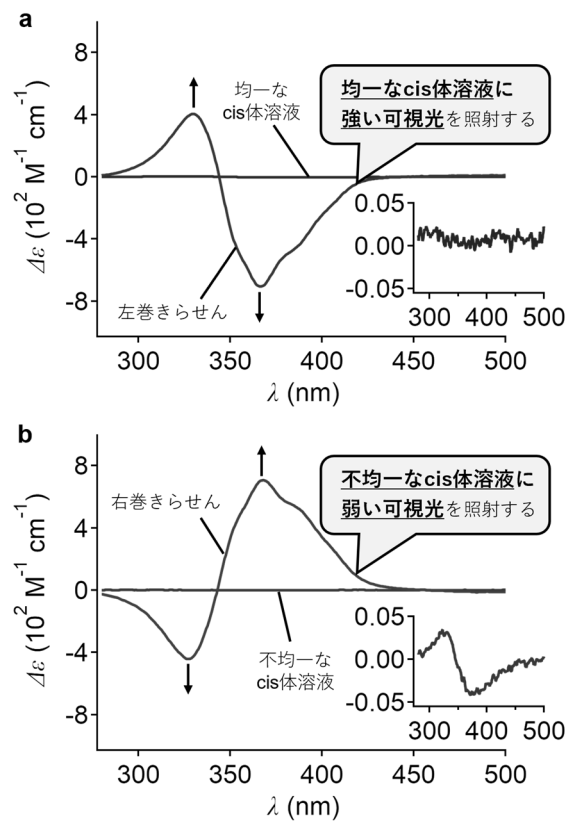 a
8
4
0
-4
-8
Δε (10² M⁻¹ cm⁻¹)
均一な
cis体溶液
均一なcis体溶液に
強い可視光を照射する
左巻きらせん
0.05
0.00
-0.05
300 400 500
300 350 400 450 500
λ (nm)
b
8
4
0
-4
-8
Δε (10² M⁻¹ cm⁻¹)
右巻きらせん
不均一なcis体溶液に
弱い可視光を照射する
不均一な
cis体溶液
0.05
0.00
-0.05
300 400 500
300 350 400 450 500
λ (nm)